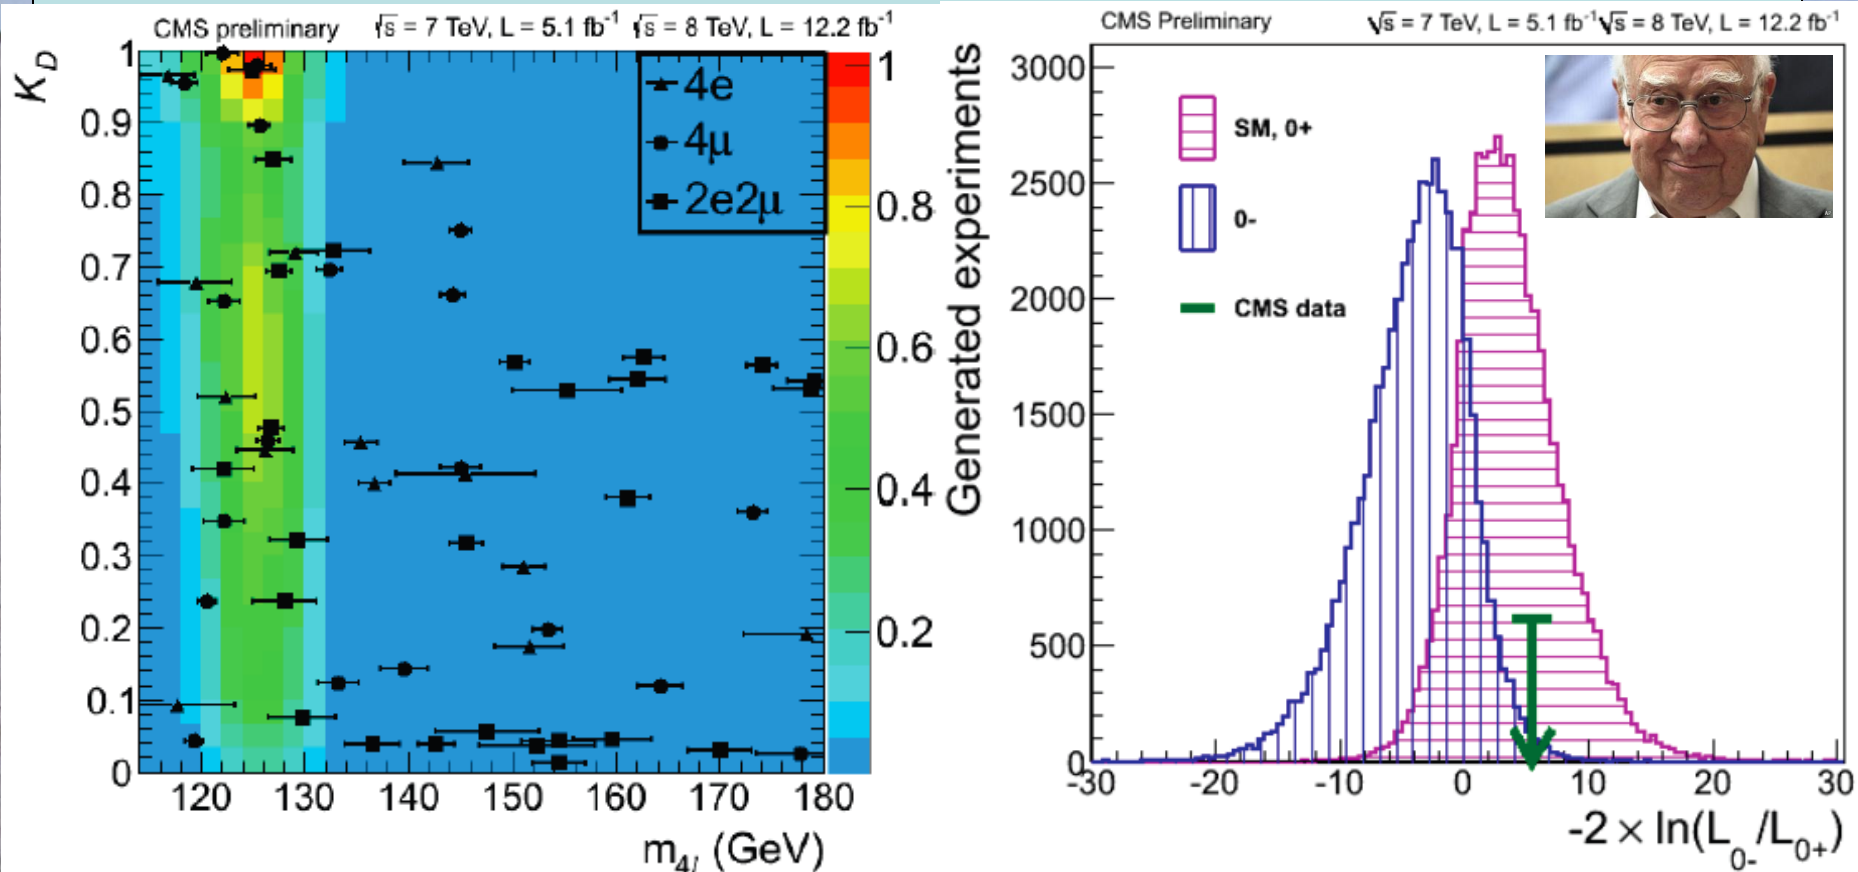 CMS preliminary √s = 7 TeV, L = 5.1 fb⁻¹ √s = 8 TeV, L = 12.2 fb⁻¹
K_D
1
0.9
0.8
0.7
0.6
0.5
0.4
0.3
0.2
0.1
0
4e
4μ
2e2μ
120 130 140 150 160 170 180
m_4l (GeV)
1
0.8
0.6
0.4
0.2
CMS Preliminary √s = 7 TeV, L = 5.1 fb⁻¹ √s = 8 TeV, L = 12.2 fb⁻¹
Generated experiments
3000
2500
2000
1500
1000
500
0
SM, 0+
0-
CMS data
-30 -20 -10 0 10 20 30
-2 × ln(L_0-/L_0+)